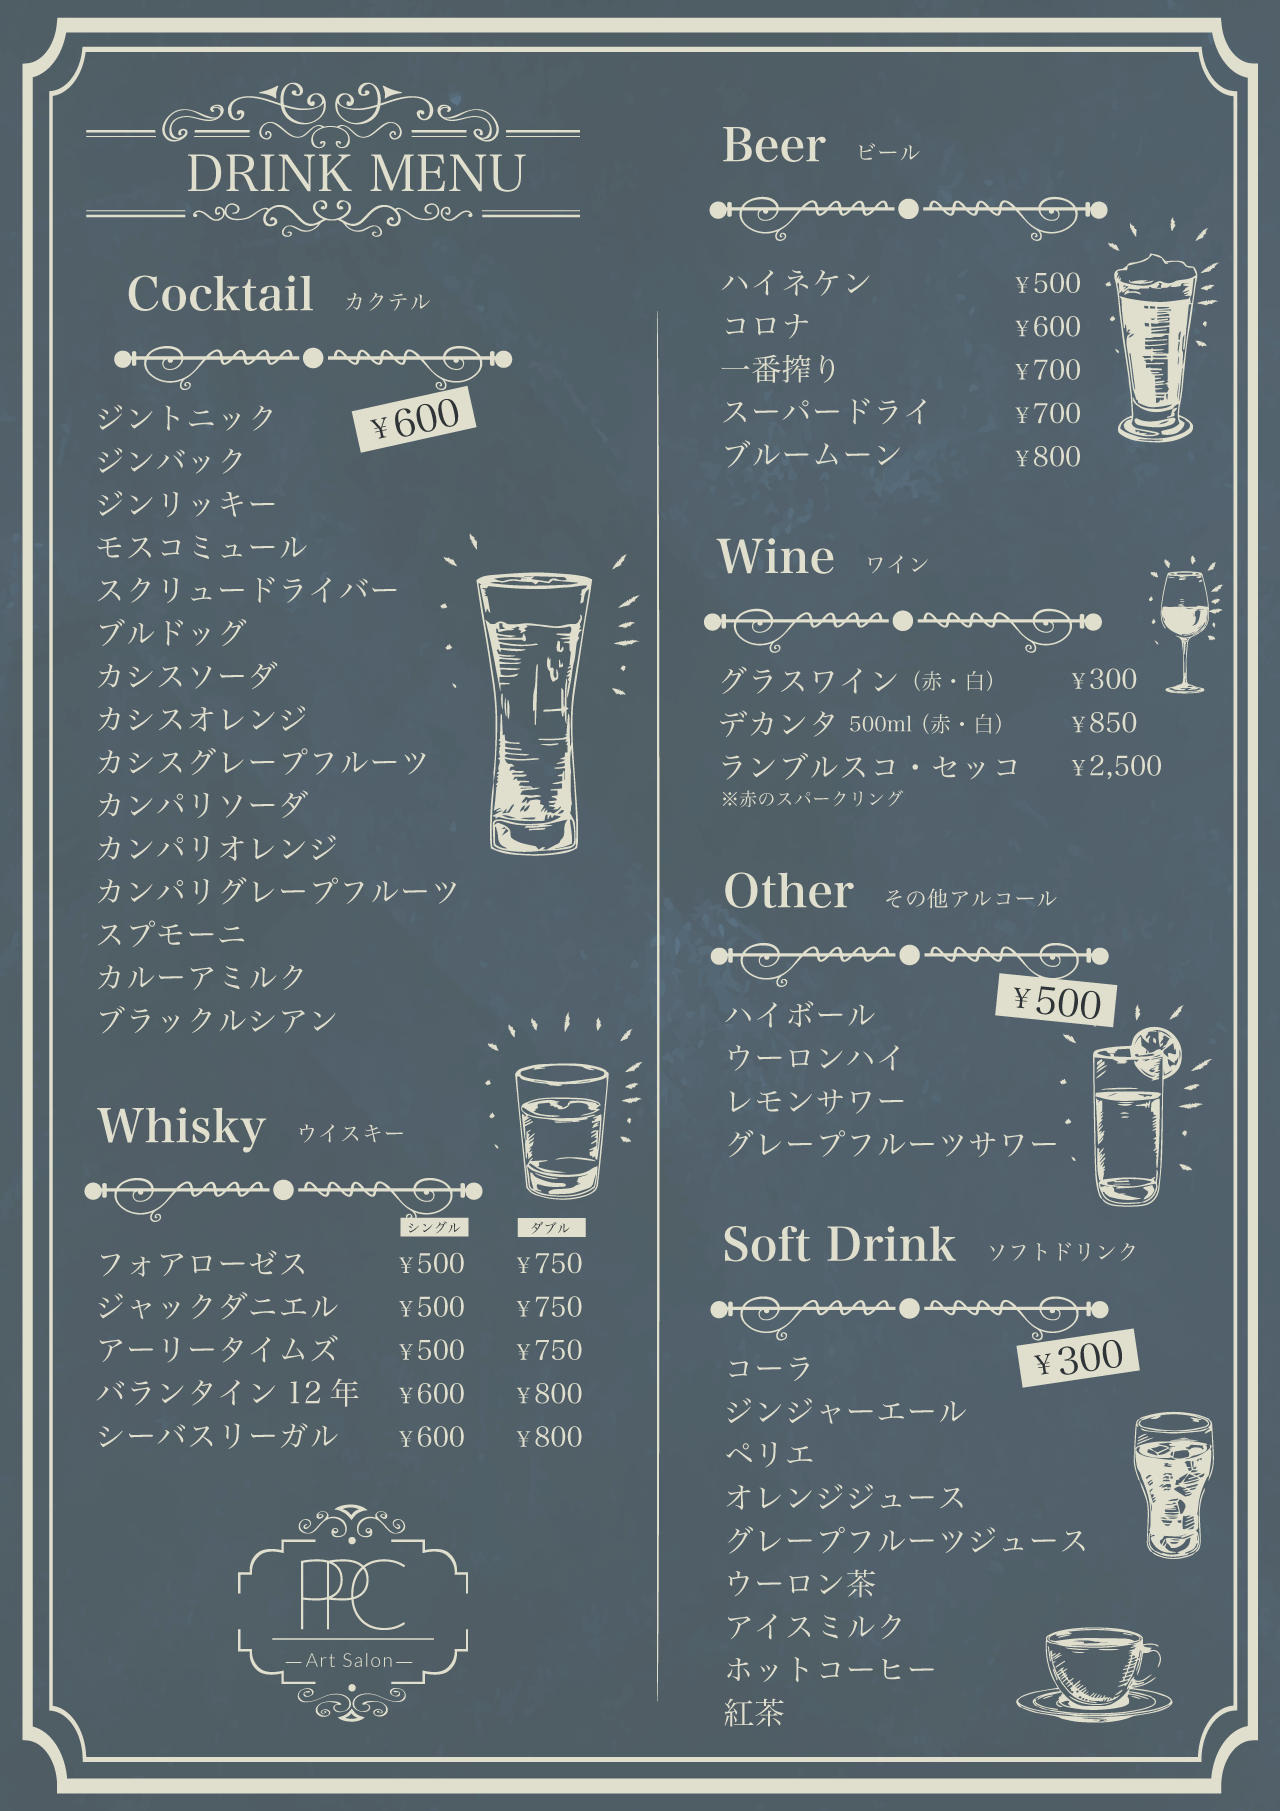 DRINK MENU
Cocktail カクテル
¥600
ジントニック
ジンバック
ジンリッキー
モスコミュール
スクリュードライバー
ブルドッグ
カシスソーダ
カシスオレンジ
カシスグレープフルーツ
カンパリソーダ
カンパリオレンジ
カンパリグレープフルーツ
スプモーニ
カルーアミルク
ブラックルシアン
Whisky ウイスキー
シングル ダブル
フォアローゼス ¥500 ¥750
ジャックダニエル ¥500 ¥750
アーリータイムズ ¥500 ¥750
バランタイン 12 年 ¥600 ¥800
シーバスリーガル ¥600 ¥800
PPC
—Art Salon—
Beer ビール
ハイネケン ¥500
コロナ ¥600
一番搾り ¥700
スーパードライ ¥700
ブルームーン ¥800
Wine ワイン
グラスワイン（赤・白） ¥300
デカンタ 500ml（赤・白） ¥850
ランブルスコ・セッコ ¥2,500
※赤のスパークリング
Other その他アルコール
¥500
ハイボール
ウーロンハイ
レモンサワー
グレープフルーツサワー
Soft Drink ソフトドリンク
¥300
コーラ
ジンジャーエール
ペリエ
オレンジジュース
グレープフルーツジュース
ウーロン茶
アイスミルク
ホットコーヒー
紅茶